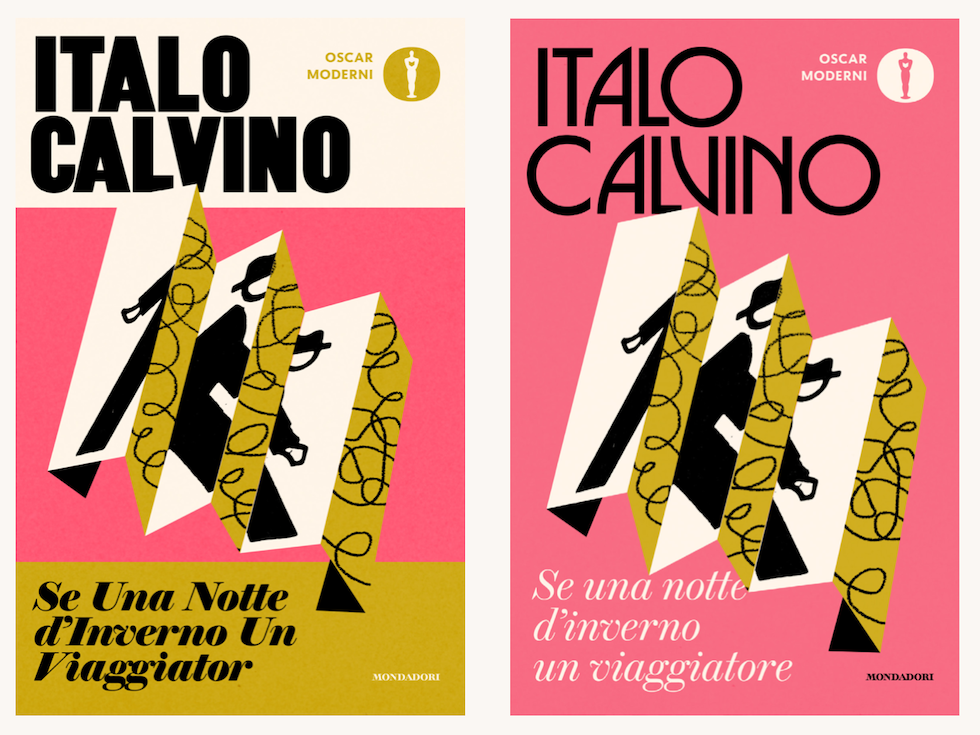 ITALO
CALVINO
OSCAR
MODERNI
Se Una Notte
d'Inverno Un
Viaggiator
MONDADORI
ITALO
CALVINO
OSCAR
MODERNI
Se una notte
d'inverno
un viaggiatore
MONDADORI